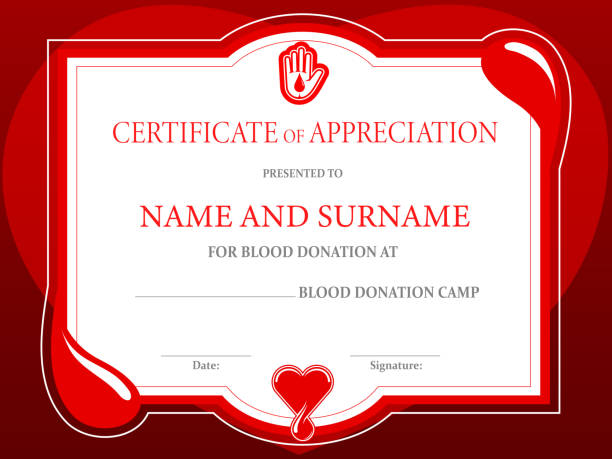 CERTIFICATE OF APPRECIATION
PRESENTED TO
NAME AND SURNAME
FOR BLOOD DONATION AT
BLOOD DONATION CAMP
Date: Signature: